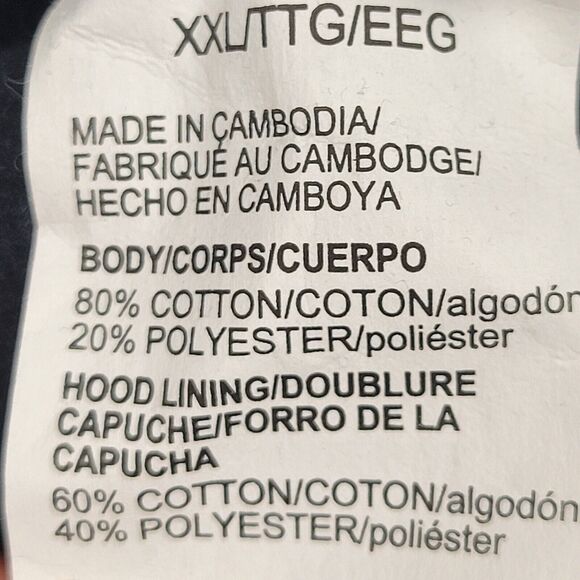 XXL/TTG/EEG
MADE IN CAMBODIA/
FABRIQUÉ AU CAMBODGE/
HECHO EN CAMBOYA
BODY/CORPS/CUERPO
80% COTTON/COTON/algodón
20% POLYESTER/poliéster
HOOD LINING/DOUBLURE
CAPUCHE/FORRO DE LA
CAPUCHA
60% COTTON/COTON/algodón
40% POLYESTER/poliéster